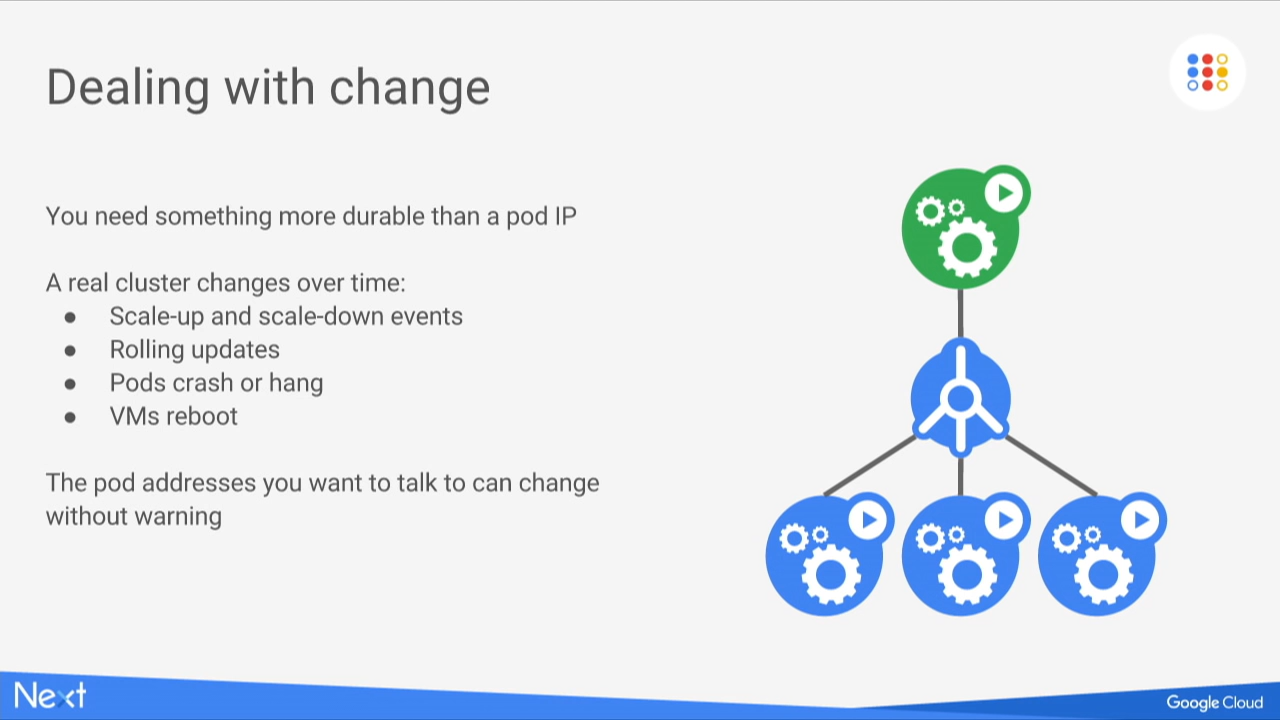 Dealing with change
You need something more durable than a pod IP
A real cluster changes over time:
● Scale-up and scale-down events
● Rolling updates
● Pods crash or hang
● VMs reboot
The pod addresses you want to talk to can change
without warning
Next
Google Cloud